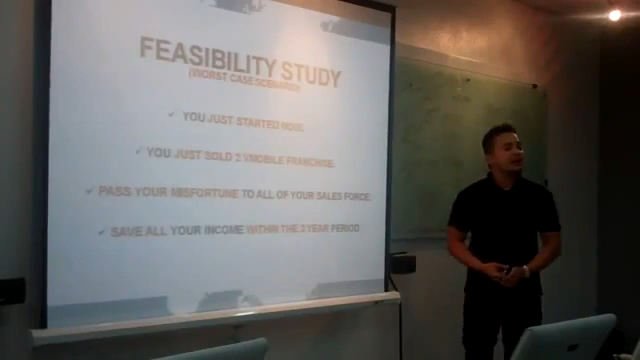 FEASIBILITY STUDY
(WORST CASE SCENARIO)
✓ YOU JUST STARTED NOW.
✓ YOU JUST SOLD 2 VMOBILE FRANCHISE.
✓ PASS YOUR MISFORTUNE TO ALL OF YOUR SALES FORCE.
✓ SAVE ALL YOUR INCOME WITHIN THE 3 YEAR PERIOD.